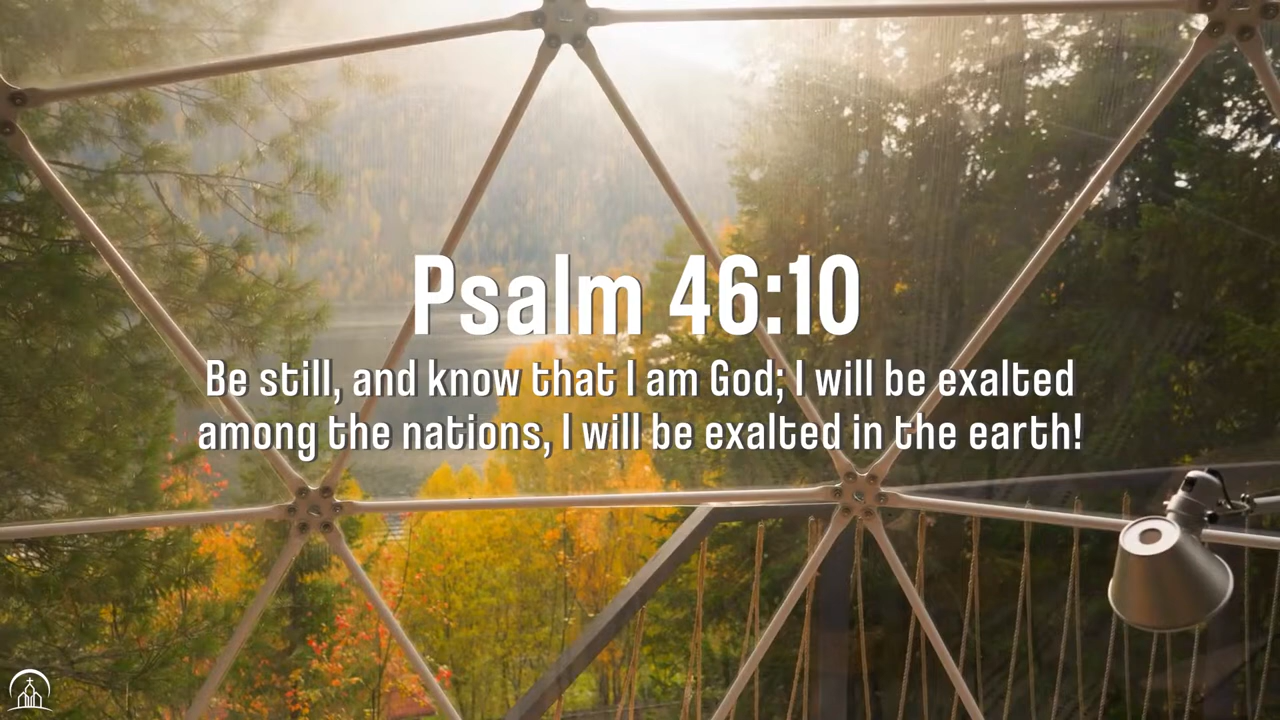 Psalm 46:10
Be still, and know that I am God; I will be exalted
among the nations, I will be exalted in the earth!